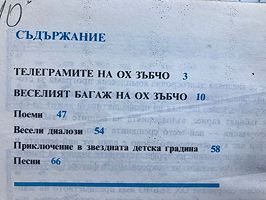 10
СЪДЪРЖАНИЕ
ТЕЛЕГРАМИТЕ НА ОХ ЗЪБЧО 3
ВЕСЕЛИЯТ БАГАЖ НА ОХ ЗЪБЧО 10
Поеми 47
Весели диалози 54
Приключение в звездната детска градина 58
Песни 66